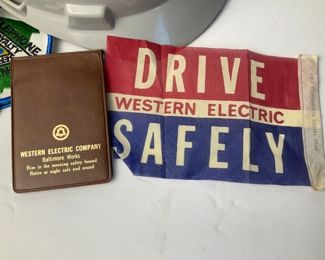 DRIVE
WESTERN ELECTRIC
SAFELY
WESTERN ELECTRIC COMPANY
Baltimore Works
Rise in the morning safety bound
Retire at night safe and sound